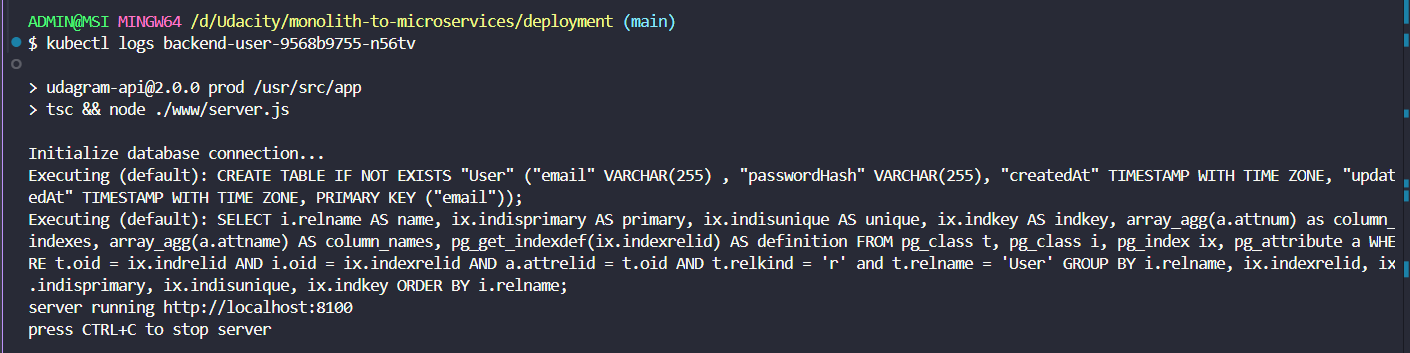 ADMIN@MSI MINGW64 /d/Udacity/monolith-to-microservices/deployment (main)
$ kubectl logs backend-user-9568b9755-n56tv
> udagram-api@2.0.0 prod /usr/src/app
> tsc && node ./www/server.js
Initialize database connection...
Executing (default): CREATE TABLE IF NOT EXISTS "User" ("email" VARCHAR(255) , "passwordHash" VARCHAR(255), "createdAt" TIMESTAMP WITH TIME ZONE, "updat
edAt" TIMESTAMP WITH TIME ZONE, PRIMARY KEY ("email"));
Executing (default): SELECT i.relname AS name, ix.indisprimary AS primary, ix.indisunique AS unique, ix.indkey AS indkey, array_agg(a.attnum) as column_
indexes, array_agg(a.attname) AS column_names, pg_get_indexdef(ix.indexrelid) AS definition FROM pg_class t, pg_class i, pg_index ix, pg_attribute a WHE
RE t.oid = ix.indrelid AND i.oid = ix.indexrelid AND a.attrelid = t.oid AND t.relkind = 'r' and t.relname = 'User' GROUP BY i.relname, ix.indexrelid, ix
.indisprimary, ix.indisunique, ix.indkey ORDER BY i.relname;
server running http://localhost:8100
press CTRL+C to stop server